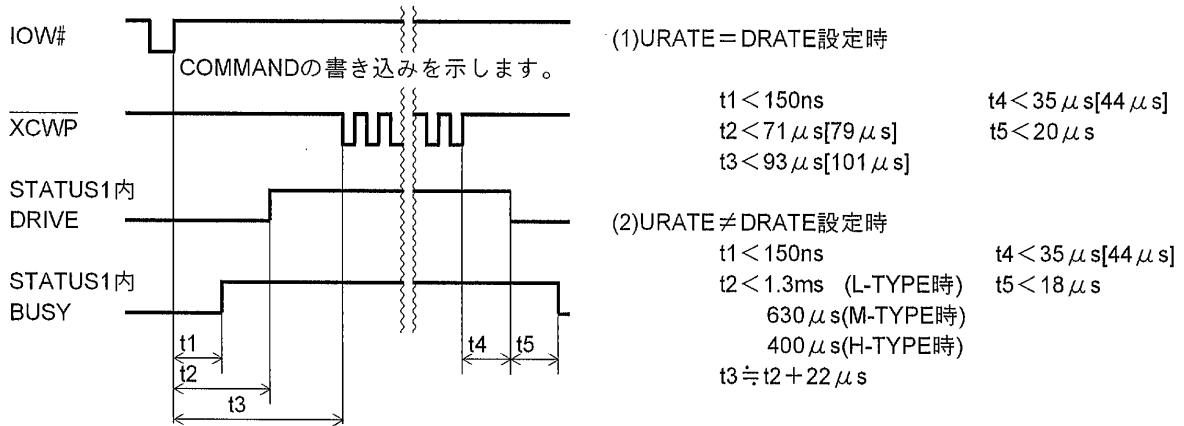 IOW#
COMMANDの書き込みを示します。
XCWP
STATUS1内
DRIVE
STATUS1内
BUSY
t1
t2
t3
t4
t5
(1)URATE=DRATE設定時
t1<150ns t4<35μs[44μs]
t2<71μs[79μs] t5<20μs
t3<93μs[101μs]
(2)URATE≠DRATE設定時
t1<150ns t4<35μs[44μs]
t2<1.3ms (L-TYPE時) t5<18μs
630μs(M-TYPE時)
400μs(H-TYPE時)
t3≒t2+22μs